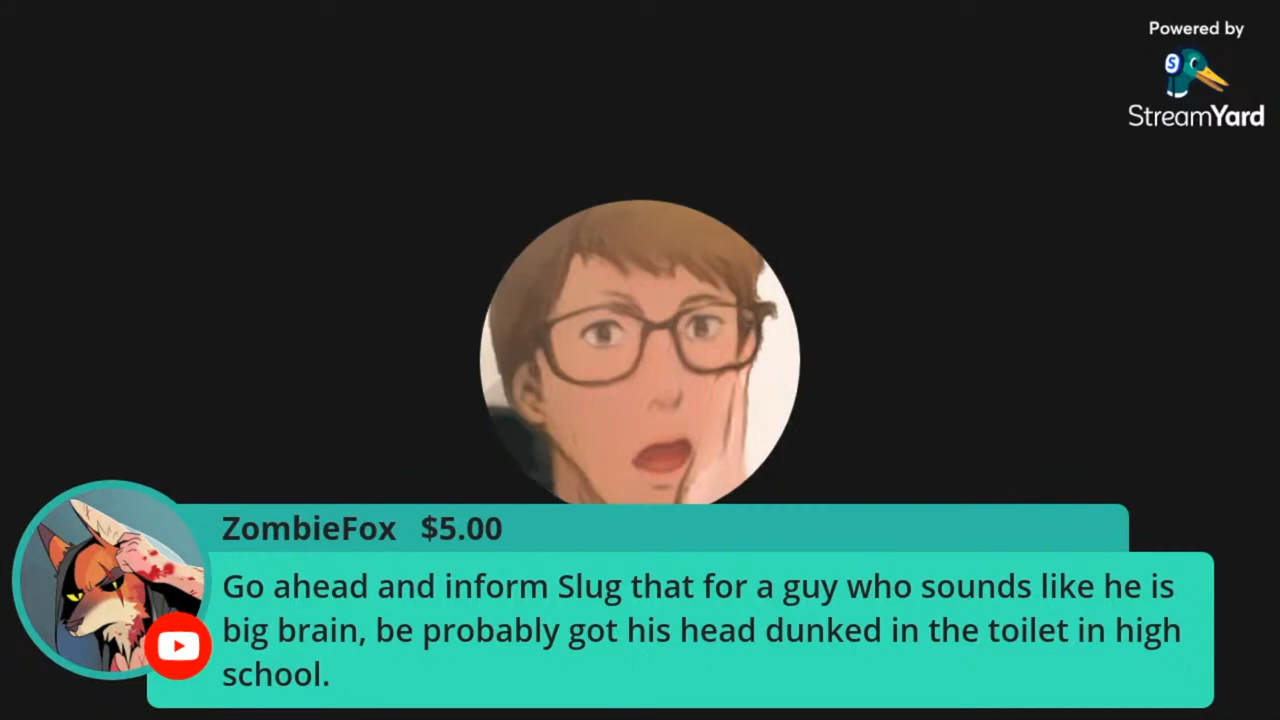 Powered by
S
StreamYard
ZombieFox $5.00
Go ahead and inform Slug that for a guy who sounds like he is
big brain, be probably got his head dunked in the toilet in high
school.